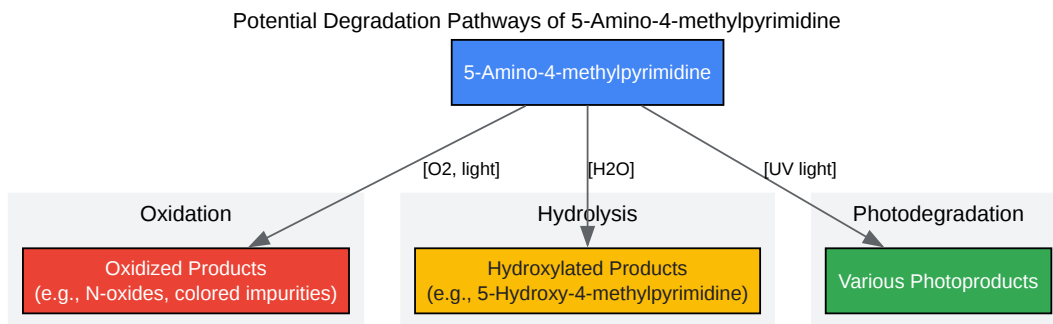 Potential Degradation Pathways of 5-Amino-4-methylpyrimidine
5-Amino-4-methylpyrimidine
[O2, light]
[H2O]
[UV light]
Oxidation
Hydrolysis
Photodegradation
Oxidized Products
(e.g., N-oxides, colored impurities)
Hydroxylated Products
(e.g., 5-Hydroxy-4-methylpyrimidine)
Various Photoproducts